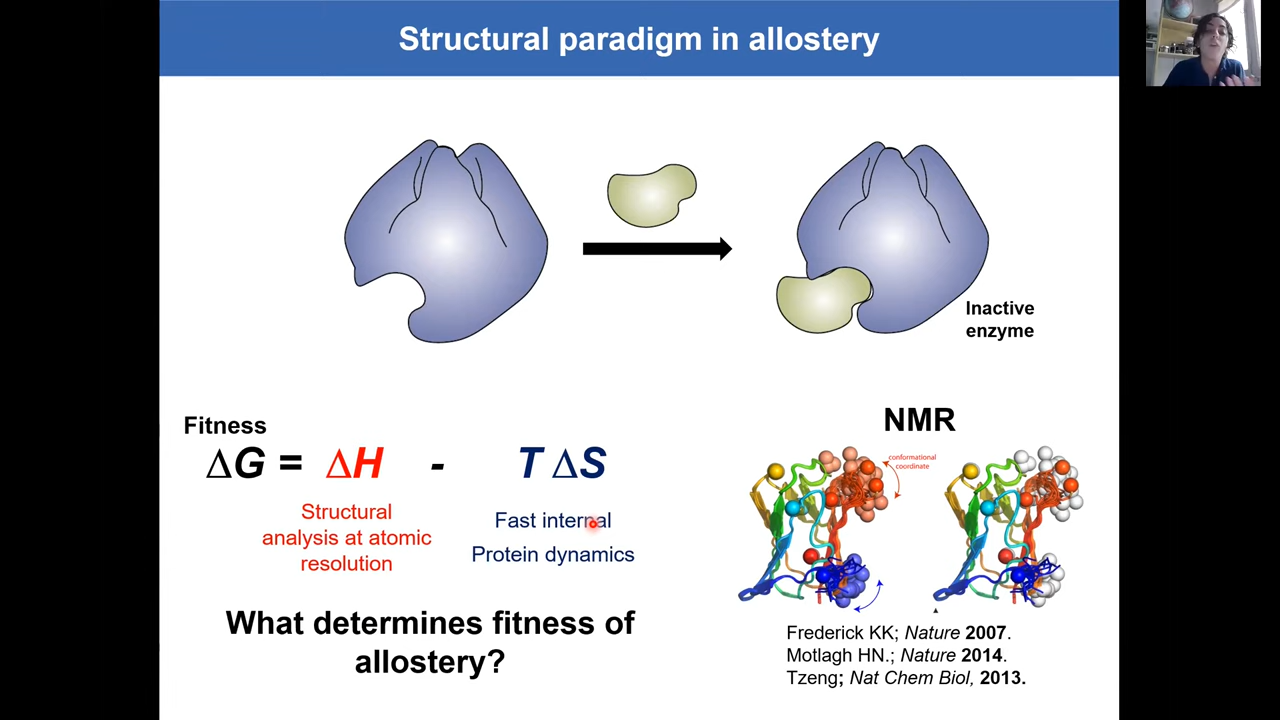 Structural paradigm in allostery
Inactive
enzyme
Fitness
ΔG = ΔH - T ΔS
Structural
analysis at atomic
resolution
Fast internal
Protein dynamics
What determines fitness of
allostery?
NMR
conformational
coordinate
Frederick KK; Nature 2007.
Motlagh HN.; Nature 2014.
Tzeng; Nat Chem Biol, 2013.